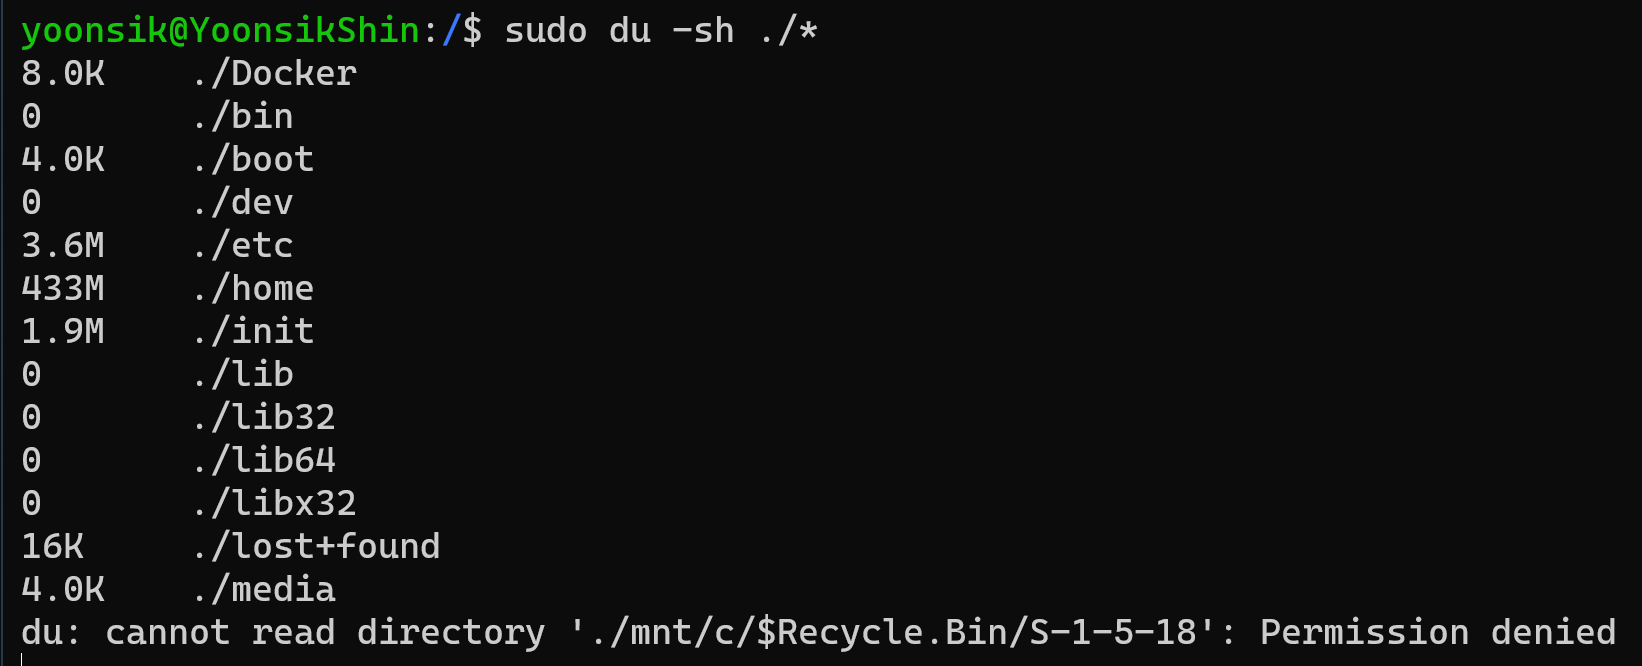 yoonsik@YoonsikShin:/$ sudo du -sh ./*
8.0K    ./Docker
0       ./bin
4.0K    ./boot
0       ./dev
3.6M    ./etc
433M    ./home
1.9M    ./init
0       ./lib
0       ./lib32
0       ./lib64
0       ./libx32
16K     ./lost+found
4.0K    ./media
du: cannot read directory './mnt/c/$Recycle.Bin/S-1-5-18': Permission denied